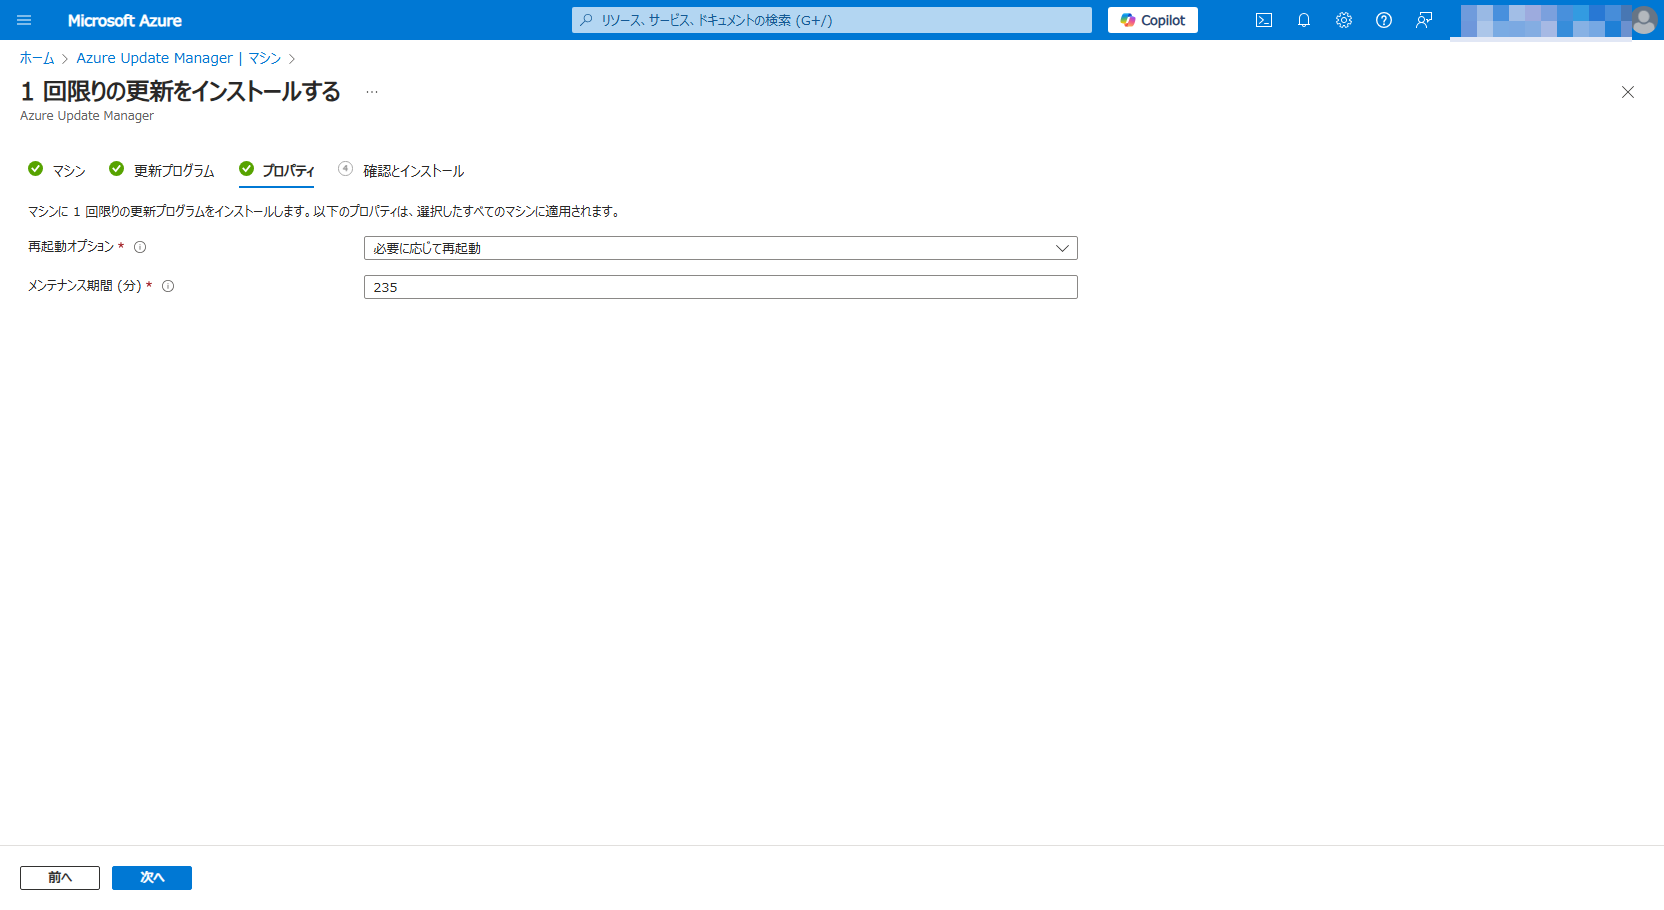 Microsoft Azure
リソース、サービス、ドキュメントの検索 (G+/)
Copilot
ホーム > Azure Update Manager | マシン >
1 回限りの更新をインストールする ...
Azure Update Manager
マシン
更新プログラム
プロパティ
4 確認とインストール
マシンに 1 回限りの更新プログラムをインストールします。以下のプロパティは、選択したすべてのマシンに適用されます。
再起動オプション *
必要に応じて再起動
メンテナンス期間 (分) *
235
前へ
次へ